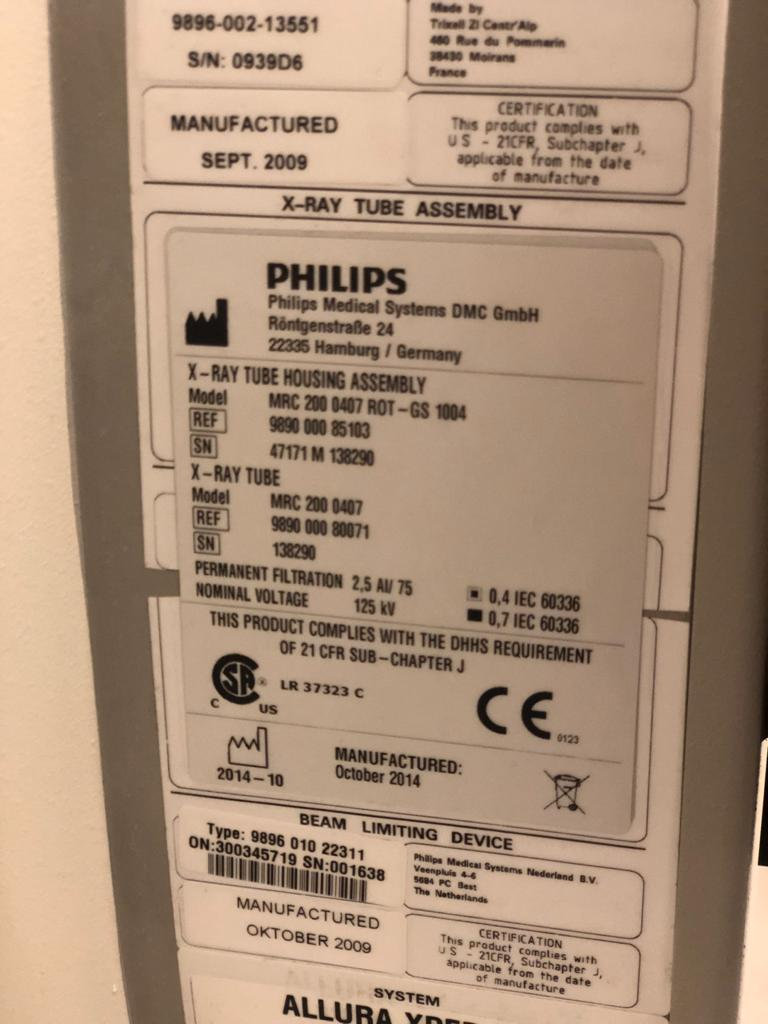 9896-002-13551
S/N: 0939D6
Made by
Trixell ZI Centr'Alp
460 Rue du Pommarin
38430 Moirans
France
MANUFACTURED
SEPT. 2009
CERTIFICATION
This product complies with
US - 21CFR, Subchapter J,
applicable from the date
of manufacture
X-RAY TUBE ASSEMBLY
PHILIPS
Philips Medical Systems DMC GmbH
Röntgenstraße 24
22335 Hamburg / Germany
X-RAY TUBE HOUSING ASSEMBLY
Model MRC 200 0407 ROT-GS 1004
REF 9890 000 85103
SN 47171 M 138290
X-RAY TUBE
Model MRC 200 0407
REF 9890 000 80071
SN 138290
PERMANENT FILTRATION 2,5 Al/ 75
NOMINAL VOLTAGE 125 kV
0,4 IEC 60336
0,7 IEC 60336
THIS PRODUCT COMPLIES WITH THE DHHS REQUIREMENT
OF 21 CFR SUB-CHAPTER J
C SA ® US
LR 37323 C
CE 0123
2014-10
MANUFACTURED:
October 2014
BEAM LIMITING DEVICE
Type: 9896 010 22311
ON:300345719 SN:001638
Philips Medical Systems Nederland B.V.
Veenpluis 4-6
5684 PC Best
The Netherlands
MANUFACTURED
OKTOBER 2009
CERTIFICATION
This product complies with
US - 21CFR, Subchapter J,
applicable from the date
of manufacture
SYSTEM
ALLURA